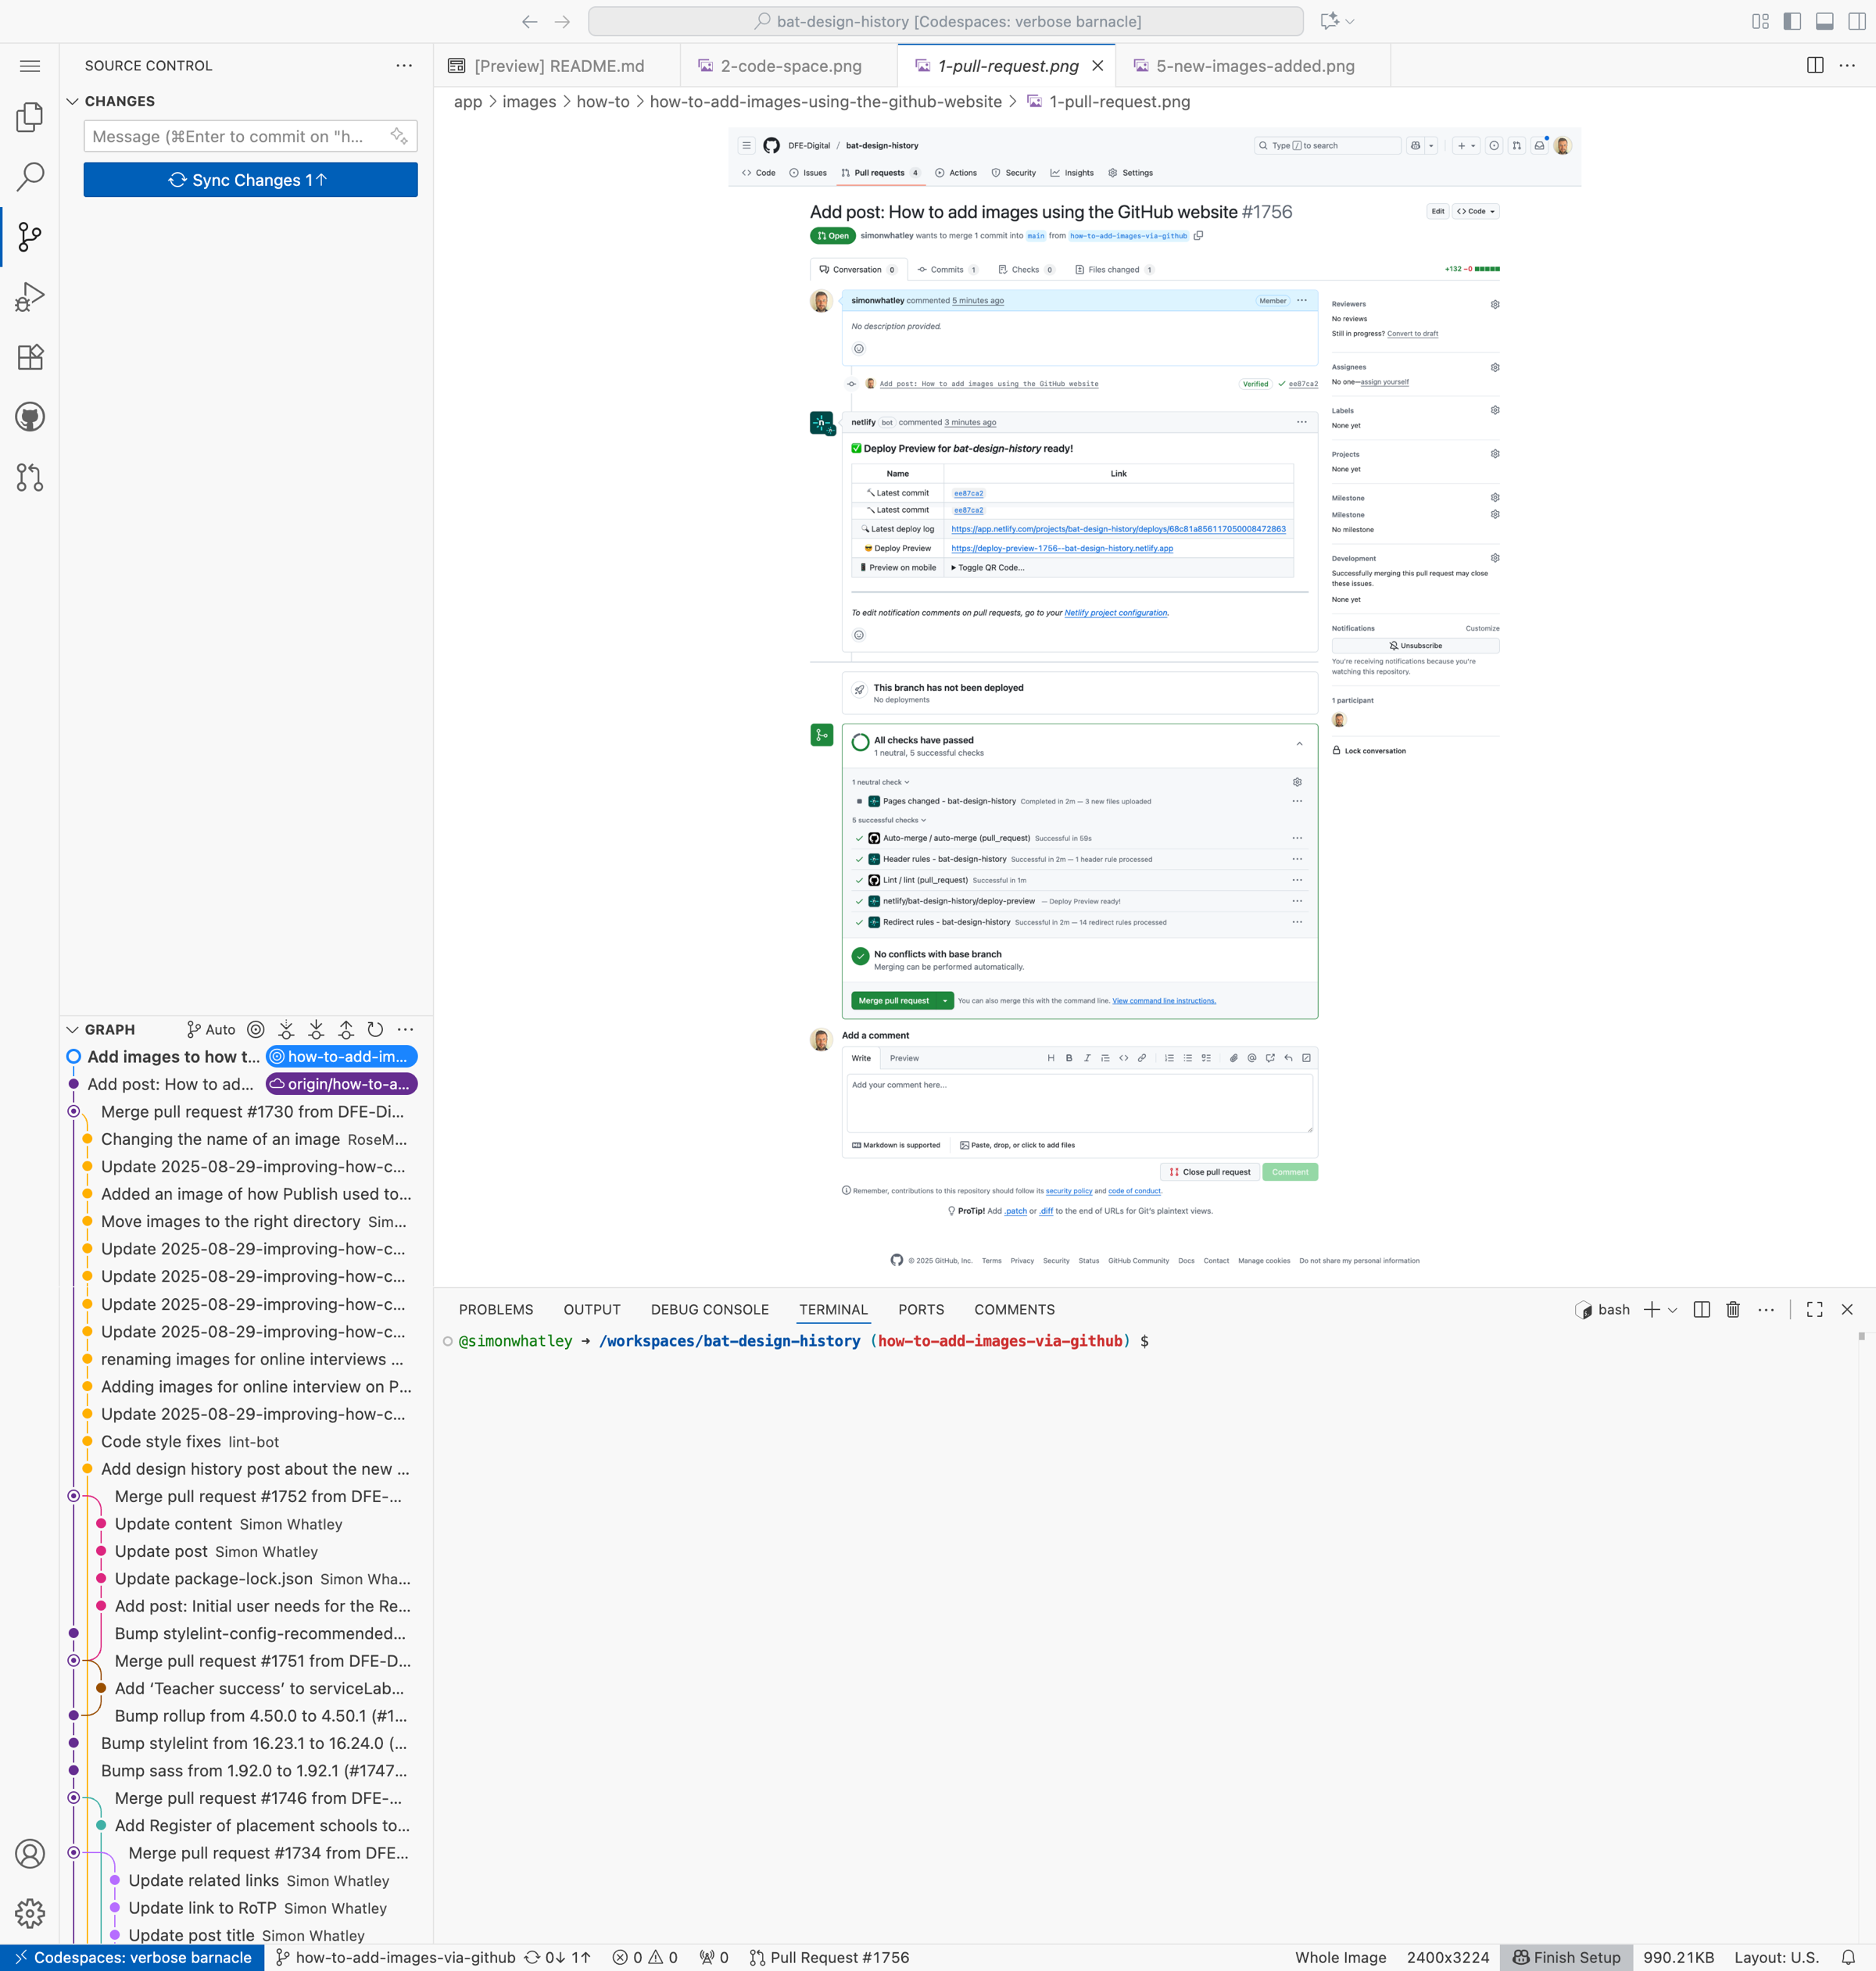 bat-design-history [Codespaces: verbose barnacle]
SOURCE CONTROL
CHANGES
Message (⌘Enter to commit on "h...
Sync Changes 1↑
[Preview] README.md
2-code-space.png
1-pull-request.png
5-new-images-added.png
app > images > how-to > how-to-add-images-using-the-github-website > 1-pull-request.png
DFE-Digital / bat-design-history
Type / to search
Code
Issues
Pull requests 4
Actions
Security
Insights
Settings
Add post: How to add images using the GitHub website #1756
Edit
Code
Open
simonwhatley wants to merge 1 commit into main from how-to-add-images-via-github
Conversation 0
Commits 1
Checks 0
Files changed 1
+132 −0
simonwhatley commented 5 minutes ago
Member
No description provided.
Add post: How to add images using the GitHub website
Verified
ee87ca2
netlify bot commented 3 minutes ago
✅ Deploy Preview for bat-design-history ready!
Name Link
Latest commit ee87ca2
Latest commit ee87ca2
Latest deploy log https://app.netlify.com/projects/bat-design-history/deploys/68c81a856117050008472863
Deploy Preview https://deploy-preview-1756--bat-design-history.netlify.app
Preview on mobile ▶ Toggle QR Code...
To edit notification comments on pull requests, go to your Netlify project configuration.
This branch has not been deployed
No deployments
All checks have passed
1 neutral, 5 successful checks
1 neutral check
Pages changed - bat-design-history Completed in 2m — 3 new files uploaded
5 successful checks
Auto-merge / auto-merge (pull_request) Successful in 59s
Header rules - bat-design-history Successful in 2m — 1 header rule processed
Lint / lint (pull_request) Successful in 1m
netlify/bat-design-history/deploy-preview — Deploy Preview ready!
Redirect rules - bat-design-history Successful in 2m — 14 redirect rules processed
No conflicts with base branch
Merging can be performed automatically.
Merge pull request
You can also merge this with the command line. View command line instructions.
Add a comment
Write
Preview
Add your comment here...
Markdown is supported
Paste, drop, or click to add files
Close pull request
Comment
Remember, contributions to this repository should follow its security policy and code of conduct.
ProTip! Add .patch or .diff to the end of URLs for Git's plaintext views.
© 2025 GitHub, Inc. Terms Privacy Security Status GitHub Community Docs Contact Manage cookies Do not share my personal information
Reviewers
No reviews
Still in progress? Convert to draft
Assignees
No one—assign yourself
Labels
None yet
Projects
None yet
Milestone
Milestone
No milestone
Development
Successfully merging this pull request may close
these issues.
None yet
Notifications
Customize
Unsubscribe
You're receiving notifications because you're
watching this repository.
1 participant
Lock conversation
GRAPH
Auto
Add images to how t... how-to-add-im...
Add post: How to ad... origin/how-to-a...
Merge pull request #1730 from DFE-Di...
Changing the name of an image RoseM...
Update 2025-08-29-improving-how-c...
Added an image of how Publish used to...
Move images to the right directory Sim...
Update 2025-08-29-improving-how-c...
Update 2025-08-29-improving-how-c...
Update 2025-08-29-improving-how-c...
Update 2025-08-29-improving-how-c...
renaming images for online interviews ...
Adding images for online interview on P...
Update 2025-08-29-improving-how-c...
Code style fixes lint-bot
Add design history post about the new ...
Merge pull request #1752 from DFE-...
Update content Simon Whatley
Update post Simon Whatley
Update package-lock.json Simon Wha...
Add post: Initial user needs for the Re...
Bump stylelint-config-recommended...
Merge pull request #1751 from DFE-D...
Add ‘Teacher success’ to serviceLab...
Bump rollup from 4.50.0 to 4.50.1 (#1...
Bump stylelint from 16.23.1 to 16.24.0 (...
Bump sass from 1.92.0 to 1.92.1 (#1747...
Merge pull request #1746 from DFE-...
Add Register of placement schools to...
Merge pull request #1734 from DFE...
Update related links Simon Whatley
Update link to RoTP Simon Whatley
Update post title Simon Whatley
PROBLEMS
OUTPUT
DEBUG CONSOLE
TERMINAL
PORTS
COMMENTS
bash
@simonwhatley → /workspaces/bat-design-history (how-to-add-images-via-github) $
Codespaces: verbose barnacle
how-to-add-images-via-github 0↓ 1↑
0 0
0
Pull Request #1756
Whole Image
2400x3224
Finish Setup
990.21KB
Layout: U.S.